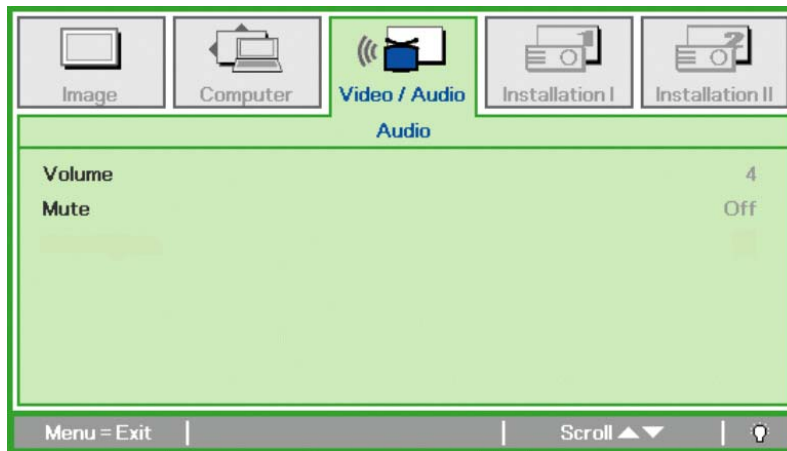 Image Computer Video / Audio Installation I Installation II
Audio
Volume 4
Mute Off
Menu = Exit Scroll